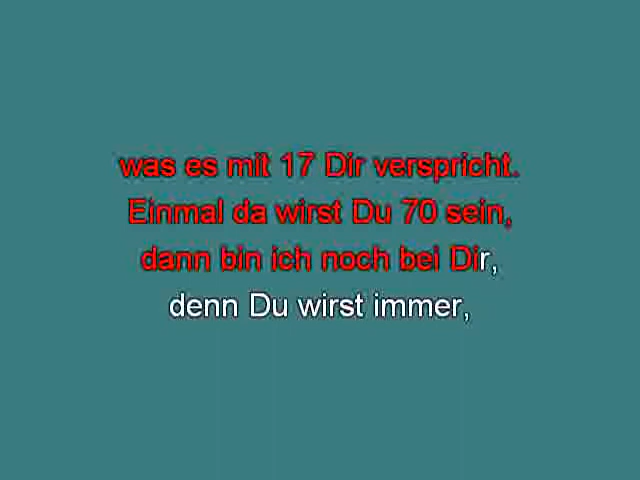 was es mit 17 Dir verspricht.
Einmal da wirst Du 70 sein,
dann bin ich noch bei Dir,
denn Du wirst immer,